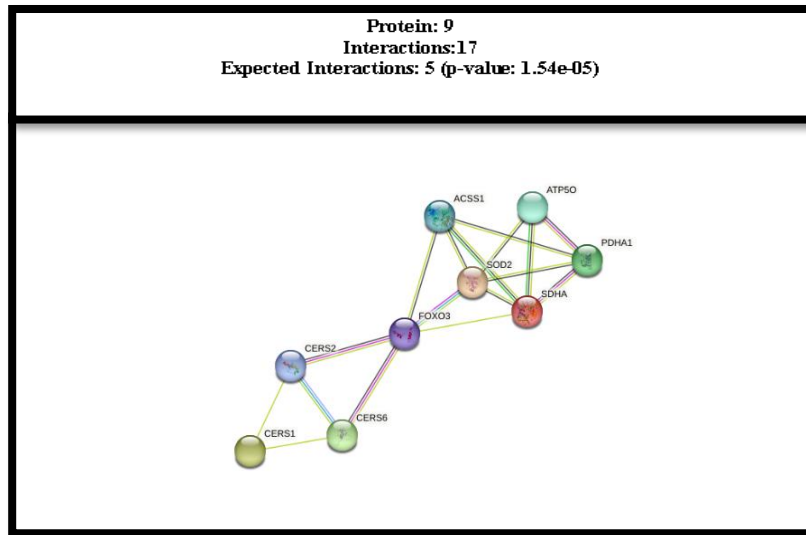 Protein: 9
Interactions:17
Expected Interactions: 5 (p-value: 1.54e-05)
ATP5O
ACSS1
PDHA1
SOD2
SDHA
FOXO3
CERS2
CERS6
CERS1